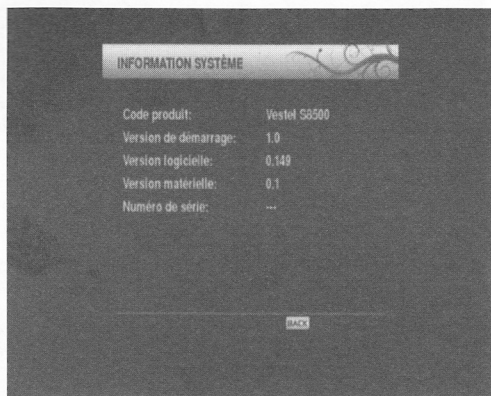 INFORMATION SYSTÈME
Code produit: Vestel S8500
Version de démarrage: 1.0
Version logicielle: 0.149
Version matérielle: 0.1
Numéro de série: ---
BACK